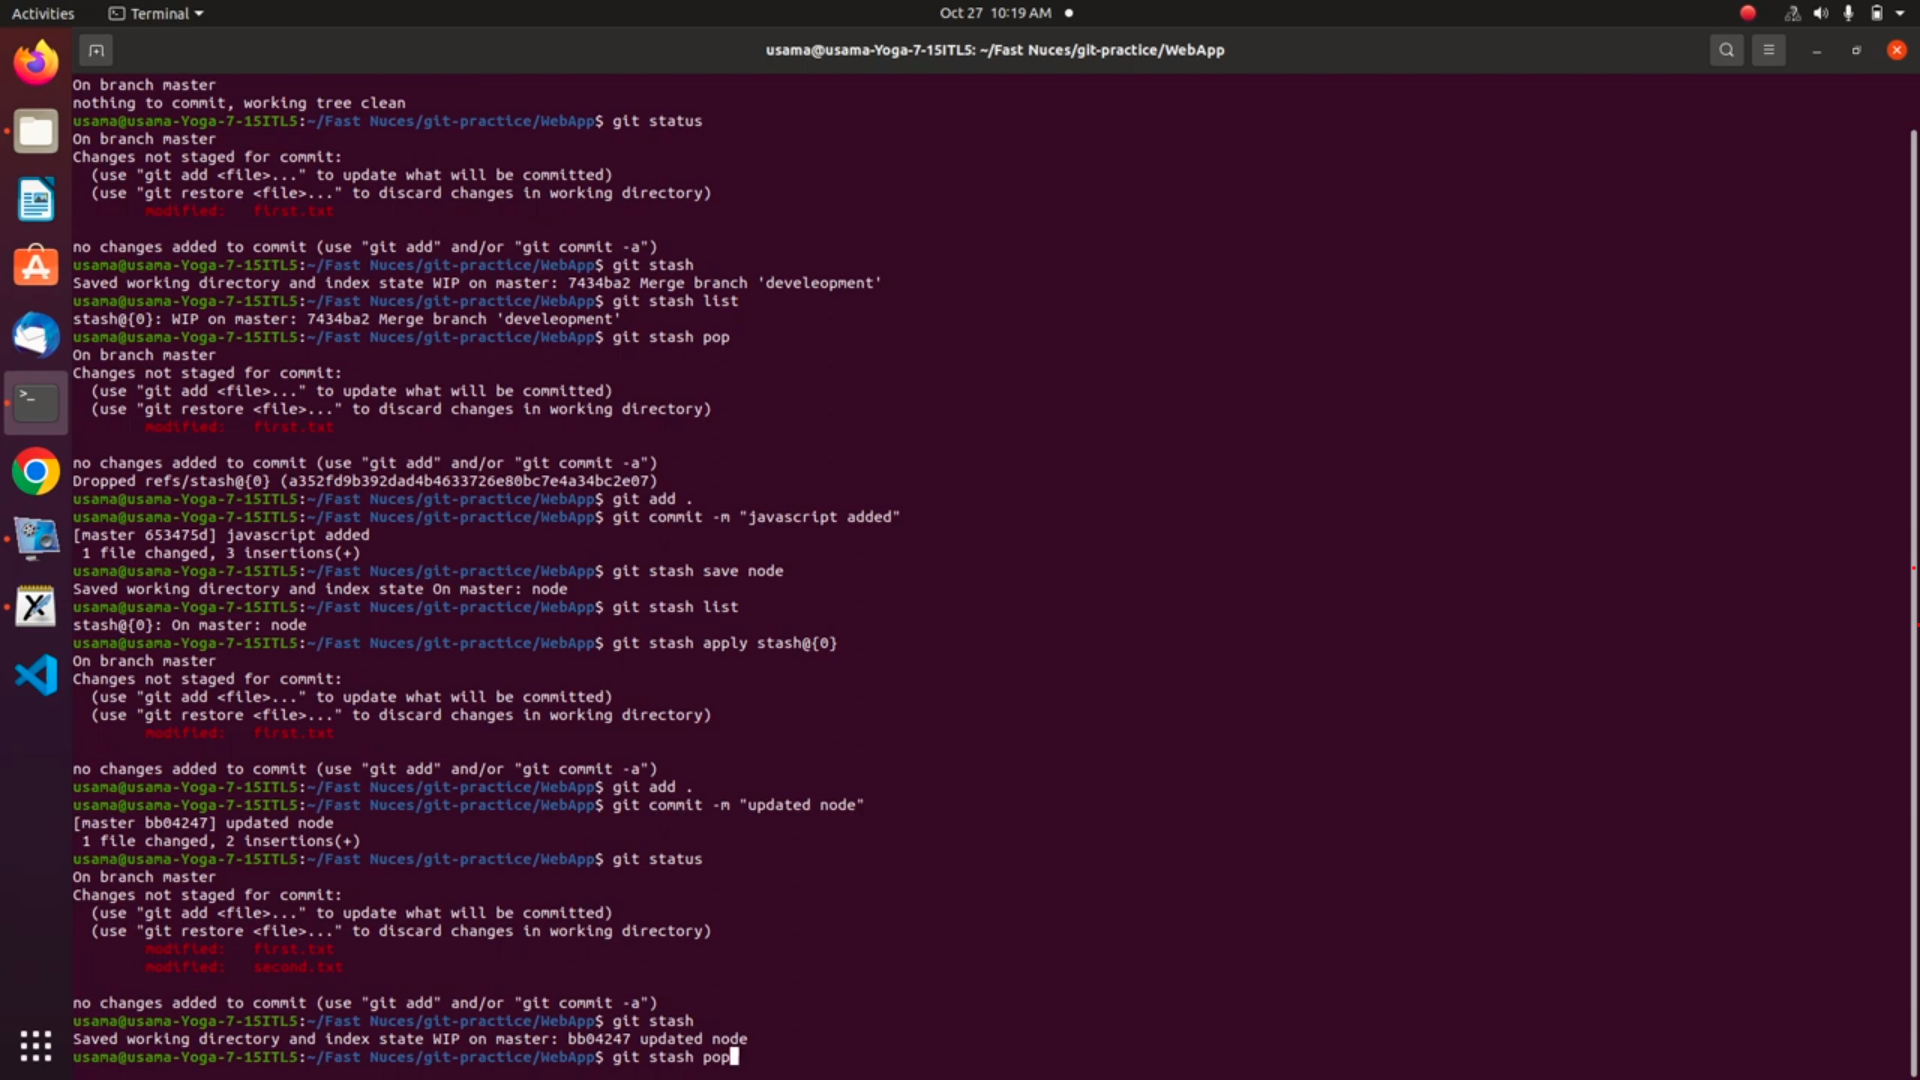 Activities
Terminal
Oct 27 10:19 AM
usama@usama-Yoga-7-15ITL5: ~/Fast Nuces/git-practice/WebApp
On branch master
nothing to commit, working tree clean
usama@usama-Yoga-7-15ITL5:~/Fast Nuces/git-practice/WebApp$ git status
On branch master
Changes not staged for commit:
  (use "git add <file>..." to update what will be committed)
  (use "git restore <file>..." to discard changes in working directory)
        modified:   first.txt
no changes added to commit (use "git add" and/or "git commit -a")
usama@usama-Yoga-7-15ITL5:~/Fast Nuces/git-practice/WebApp$ git stash
Saved working directory and index state WIP on master: 7434ba2 Merge branch 'develeopment'
usama@usama-Yoga-7-15ITL5:~/Fast Nuces/git-practice/WebApp$ git stash list
stash@{0}: WIP on master: 7434ba2 Merge branch 'develeopment'
usama@usama-Yoga-7-15ITL5:~/Fast Nuces/git-practice/WebApp$ git stash pop
On branch master
Changes not staged for commit:
  (use "git add <file>..." to update what will be committed)
  (use "git restore <file>..." to discard changes in working directory)
        modified:   first.txt
no changes added to commit (use "git add" and/or "git commit -a")
Dropped refs/stash@{0} (a352fd9b392dad4b4633726e80bc7e4a34bc2e07)
usama@usama-Yoga-7-15ITL5:~/Fast Nuces/git-practice/WebApp$ git add .
usama@usama-Yoga-7-15ITL5:~/Fast Nuces/git-practice/WebApp$ git commit -m "javascript added"
[master 653475d] javascript added
 1 file changed, 3 insertions(+)
usama@usama-Yoga-7-15ITL5:~/Fast Nuces/git-practice/WebApp$ git stash save node
Saved working directory and index state On master: node
usama@usama-Yoga-7-15ITL5:~/Fast Nuces/git-practice/WebApp$ git stash list
stash@{0}: On master: node
usama@usama-Yoga-7-15ITL5:~/Fast Nuces/git-practice/WebApp$ git stash apply stash@{0}
On branch master
Changes not staged for commit:
  (use "git add <file>..." to update what will be committed)
  (use "git restore <file>..." to discard changes in working directory)
        modified:   first.txt
no changes added to commit (use "git add" and/or "git commit -a")
usama@usama-Yoga-7-15ITL5:~/Fast Nuces/git-practice/WebApp$ git add .
usama@usama-Yoga-7-15ITL5:~/Fast Nuces/git-practice/WebApp$ git commit -m "updated node"
[master bb04247] updated node
 1 file changed, 2 insertions(+)
usama@usama-Yoga-7-15ITL5:~/Fast Nuces/git-practice/WebApp$ git status
On branch master
Changes not staged for commit:
  (use "git add <file>..." to update what will be committed)
  (use "git restore <file>..." to discard changes in working directory)
        modified:   first.txt
        modified:   second.txt
no changes added to commit (use "git add" and/or "git commit -a")
usama@usama-Yoga-7-15ITL5:~/Fast Nuces/git-practice/WebApp$ git stash
Saved working directory and index state WIP on master: bb04247 updated node
usama@usama-Yoga-7-15ITL5:~/Fast Nuces/git-practice/WebApp$ git stash pop